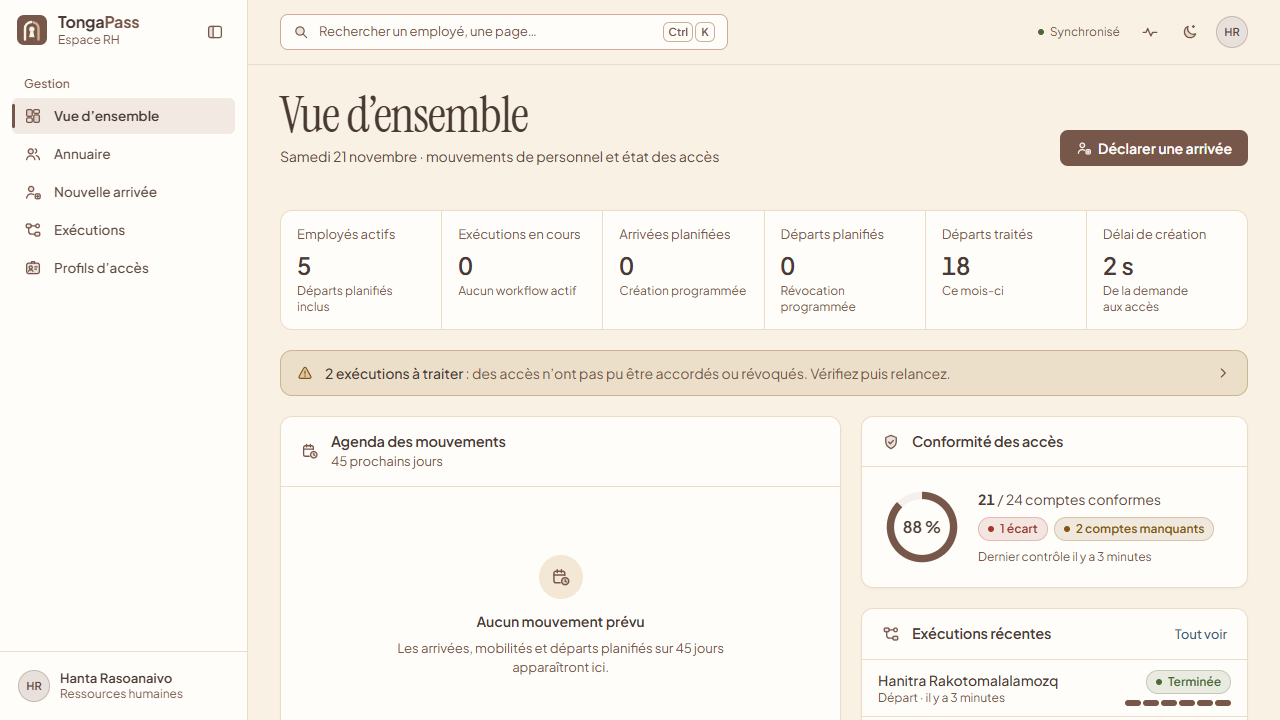 TongaPass
Espace RH
Rechercher un employé, une page…
Ctrl K
Synchronisé
HR
Gestion
Vue d’ensemble
Annuaire
Nouvelle arrivée
Exécutions
Profils d’accès
Hanta Rasoanaivo
HR
Ressources humaines
Vue d’ensemble
Samedi 21 novembre · mouvements de personnel et état des accès
Déclarer une arrivée
Employés actifs
5
Départs planifiés
inclus
Exécutions en cours
0
Aucun workflow actif
Arrivées planifiées
0
Création programmée
Départs planifiés
0
Révocation
programmée
Départs traités
18
Ce mois-ci
Délai de création
2 s
De la demande
aux accès
2 exécutions à traiter : des accès n’ont pas pu être accordés ou révoqués. Vérifiez puis relancez.
Agenda des mouvements
45 prochains jours
Aucun mouvement prévu
Les arrivées, mobilités et départs planifiés sur 45 jours
apparaîtront ici.
Conformité des accès
88 %
21 / 24 comptes conformes
1 écart
2 comptes manquants
Dernier contrôle il y a 3 minutes
Exécutions récentes
Tout voir
Hanitra Rakotomalalamozq
Terminée
Départ · il y a 3 minutes